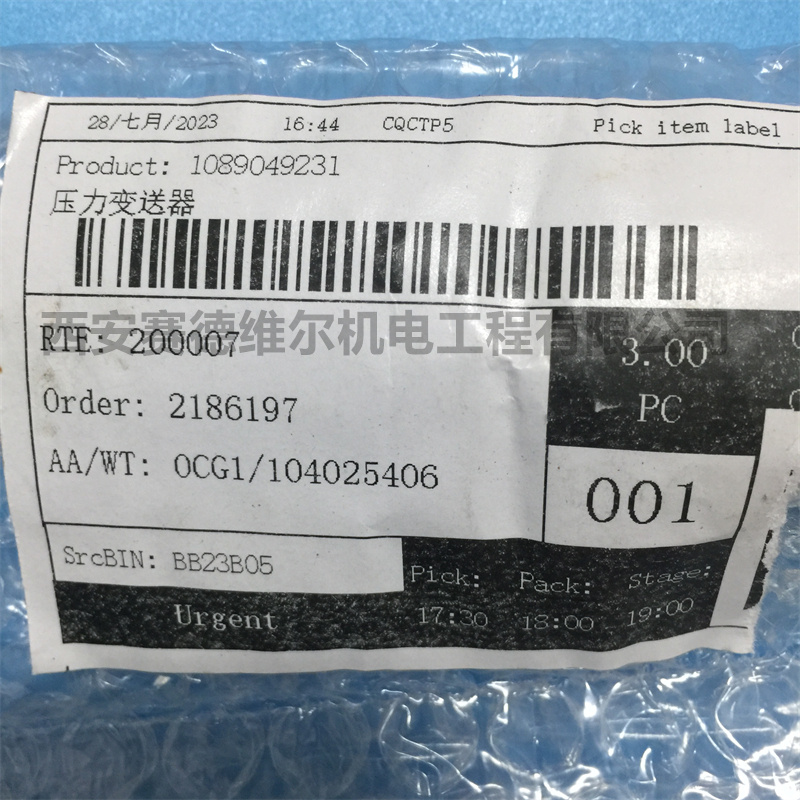 28/七月/2023 16:44 CQCTP5 Pick item label
Product: 1089049231
压力变送器
西安赛德维尔机电工程有限公司
RTE: 200007
3.00
Order: 2186197
PC
AA/WT: OCG1/104025406
001
SrcBIN: BB23B05
Pick: Pack: Stage:
Urgent
17:30 18:00 19:00